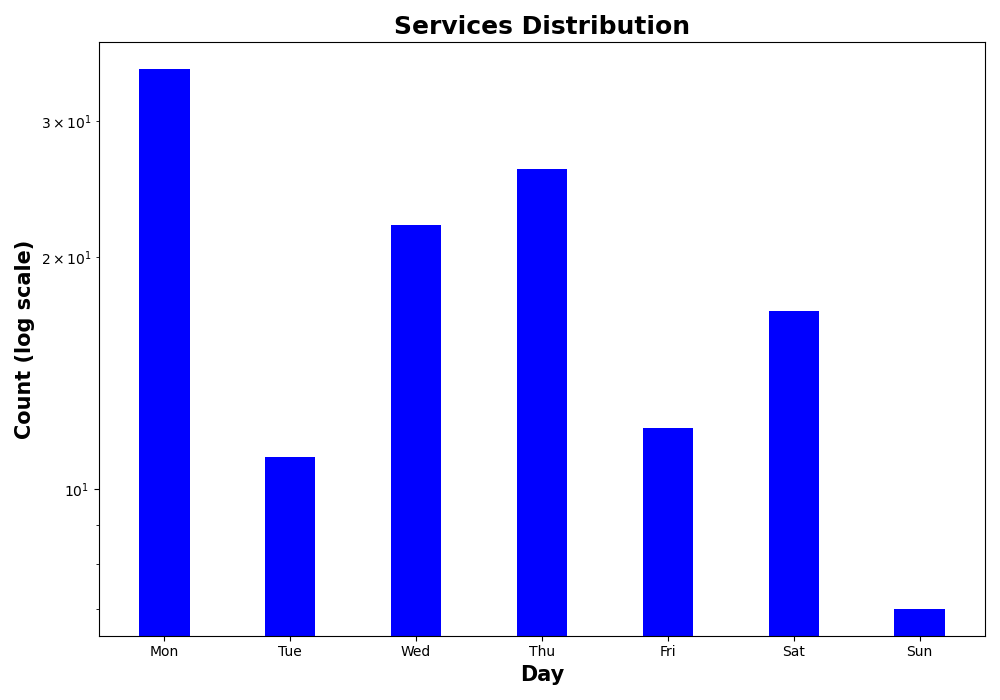 Services Distribution
Count (log scale)
3 × 10¹
2 × 10¹
10¹
Mon Tue Wed Thu Fri Sat Sun
Day